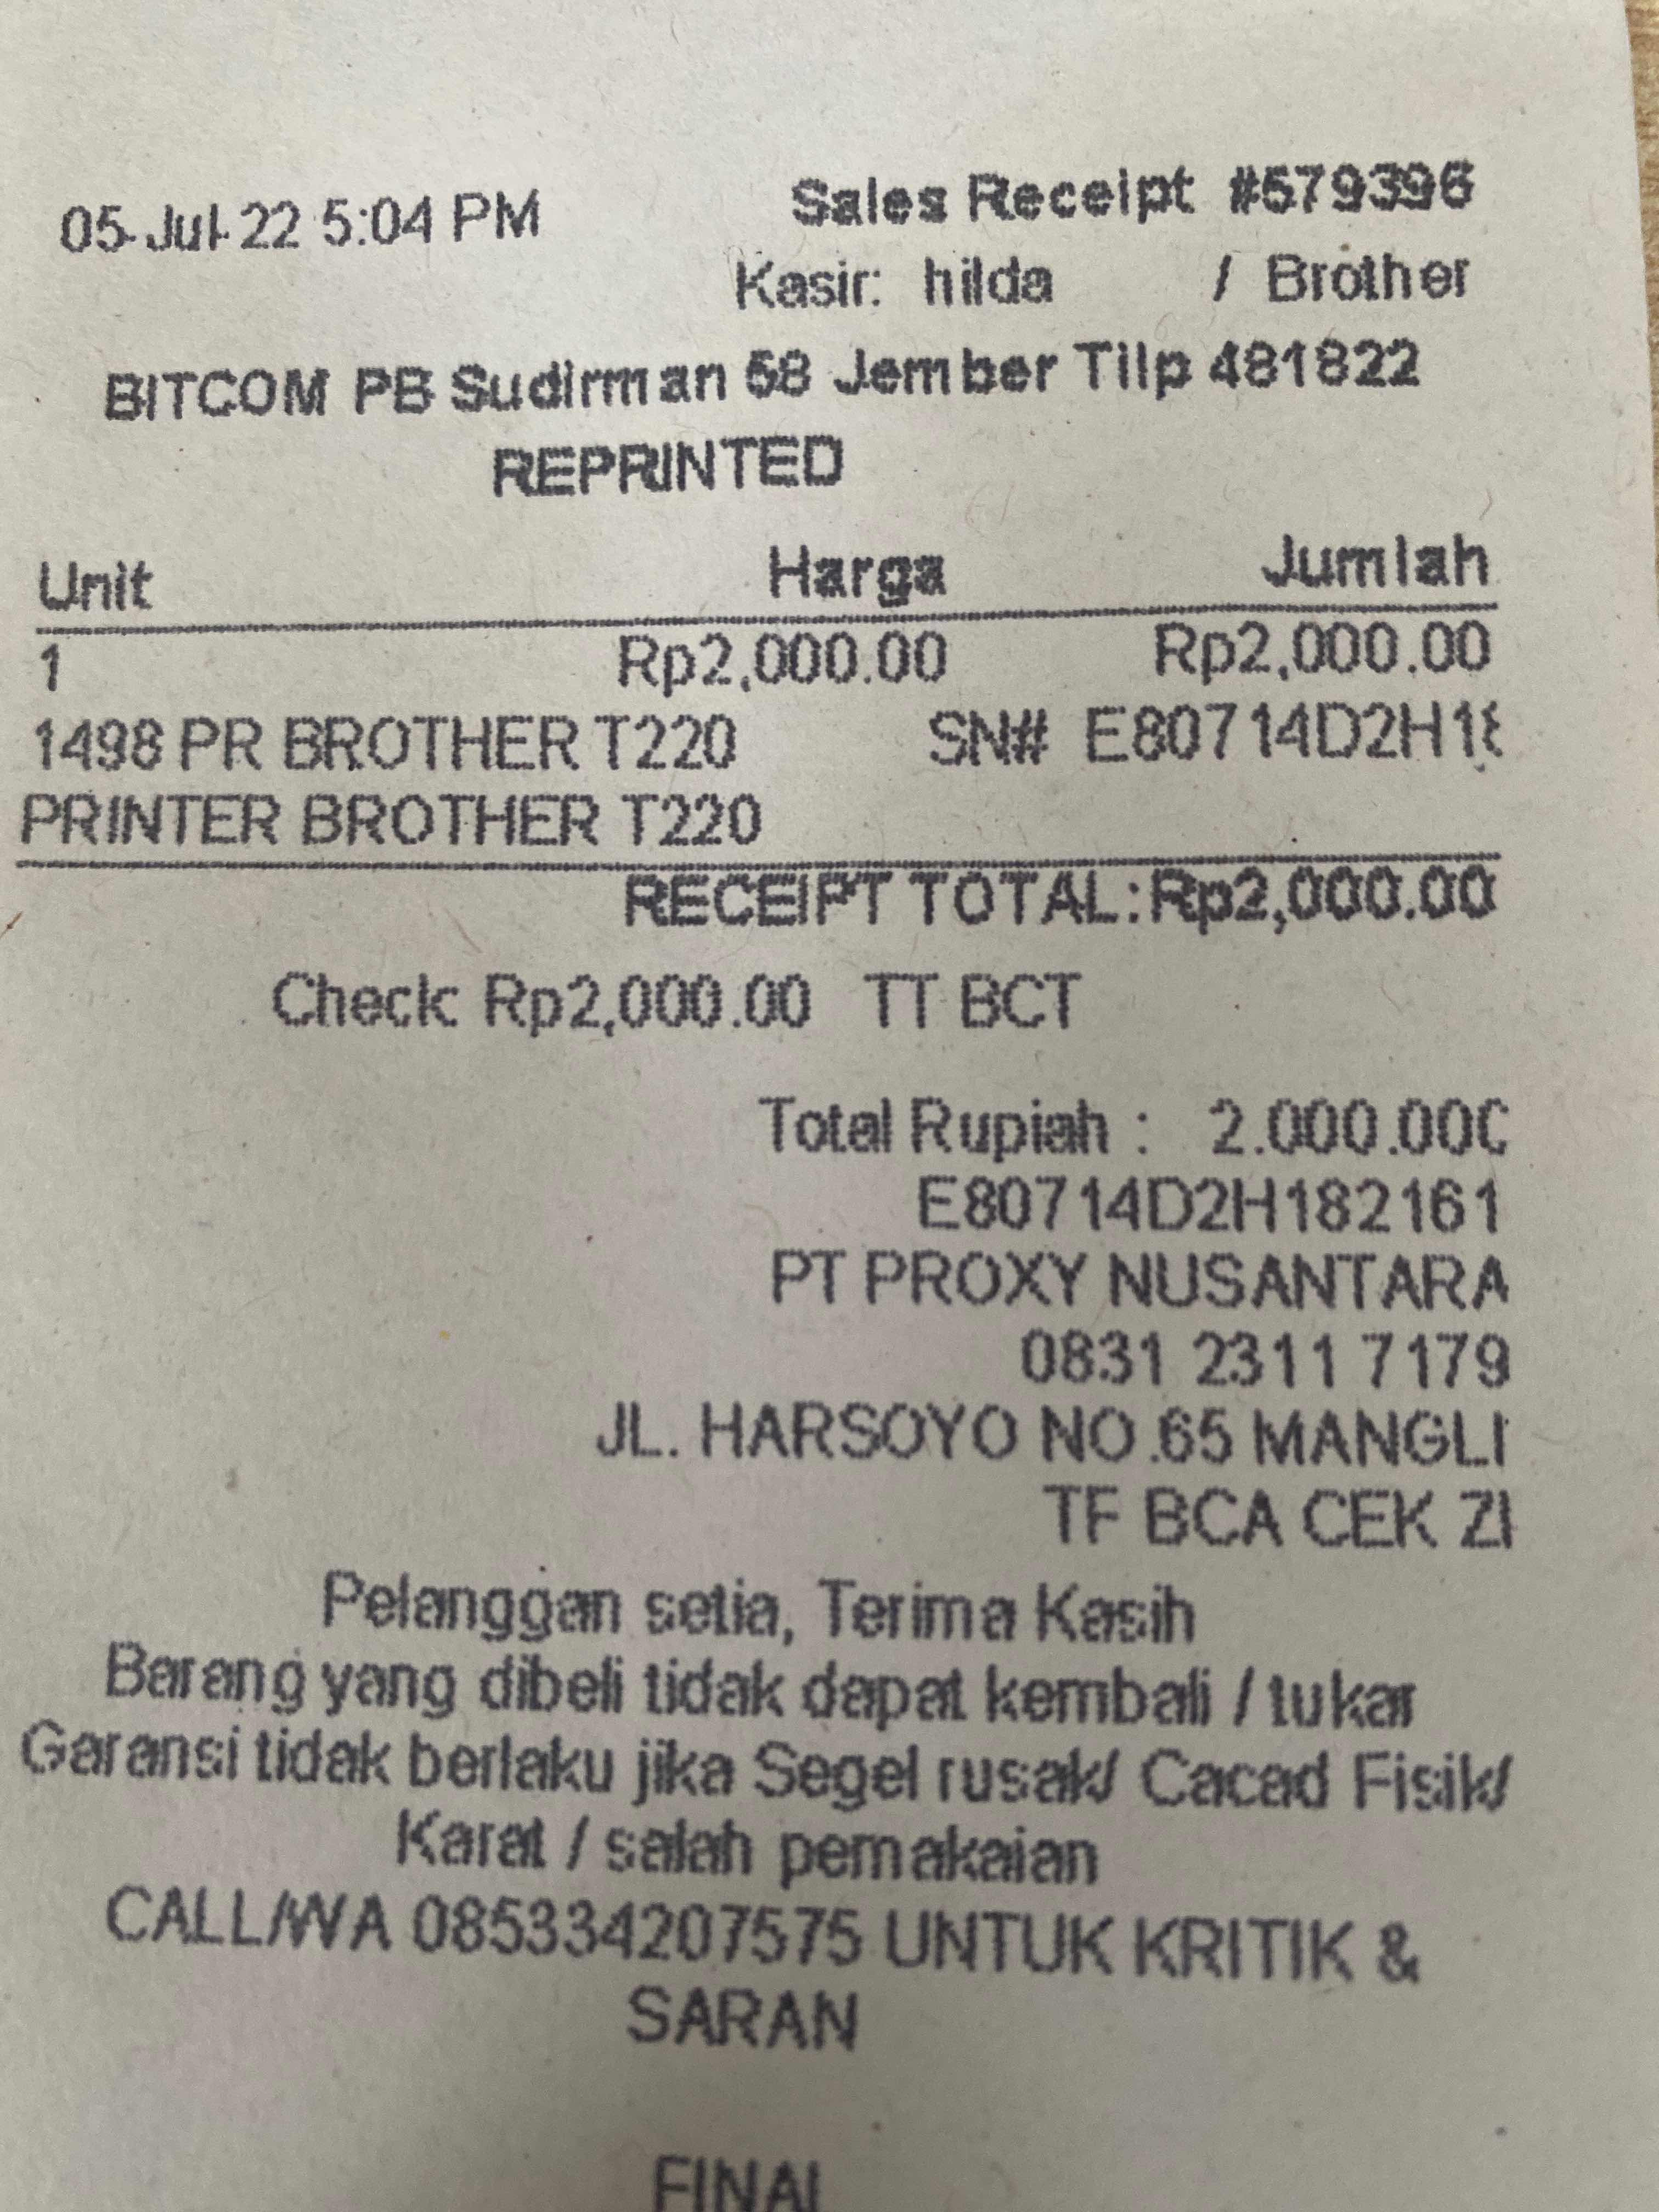 05-Jul-22 5:04 PM Sales Receipt #579396
Kasir: hilda / Brother
BITCOM PB Sudirman 58 Jember Tilp 481822
REPRINTED
Unit Harga Jumlah
1 Rp2,000.00 Rp2,000.00
1498 PR BROTHER T220 SN# E80714D2H18
PRINTER BROTHER T220
RECEIPT TOTAL: Rp2,000.00
Check: Rp2,000.00 TT BCT
Total Rupiah : 2.000.000
E80714D2H182161
PT PROXY NUSANTARA
0831 2311 7179
JL. HARSOYO NO.65 MANGLI
TF BCA CEK ZI
Pelanggan setia, Terima Kasih
Barang yang dibeli tidak dapat kembali / tukar
Garansi tidak berlaku jika Segel rusak/ Cacad Fisik/
Karat / salah pemakaian
CALL/WA 085334207575 UNTUK KRITIK &
SARAN
FINAL